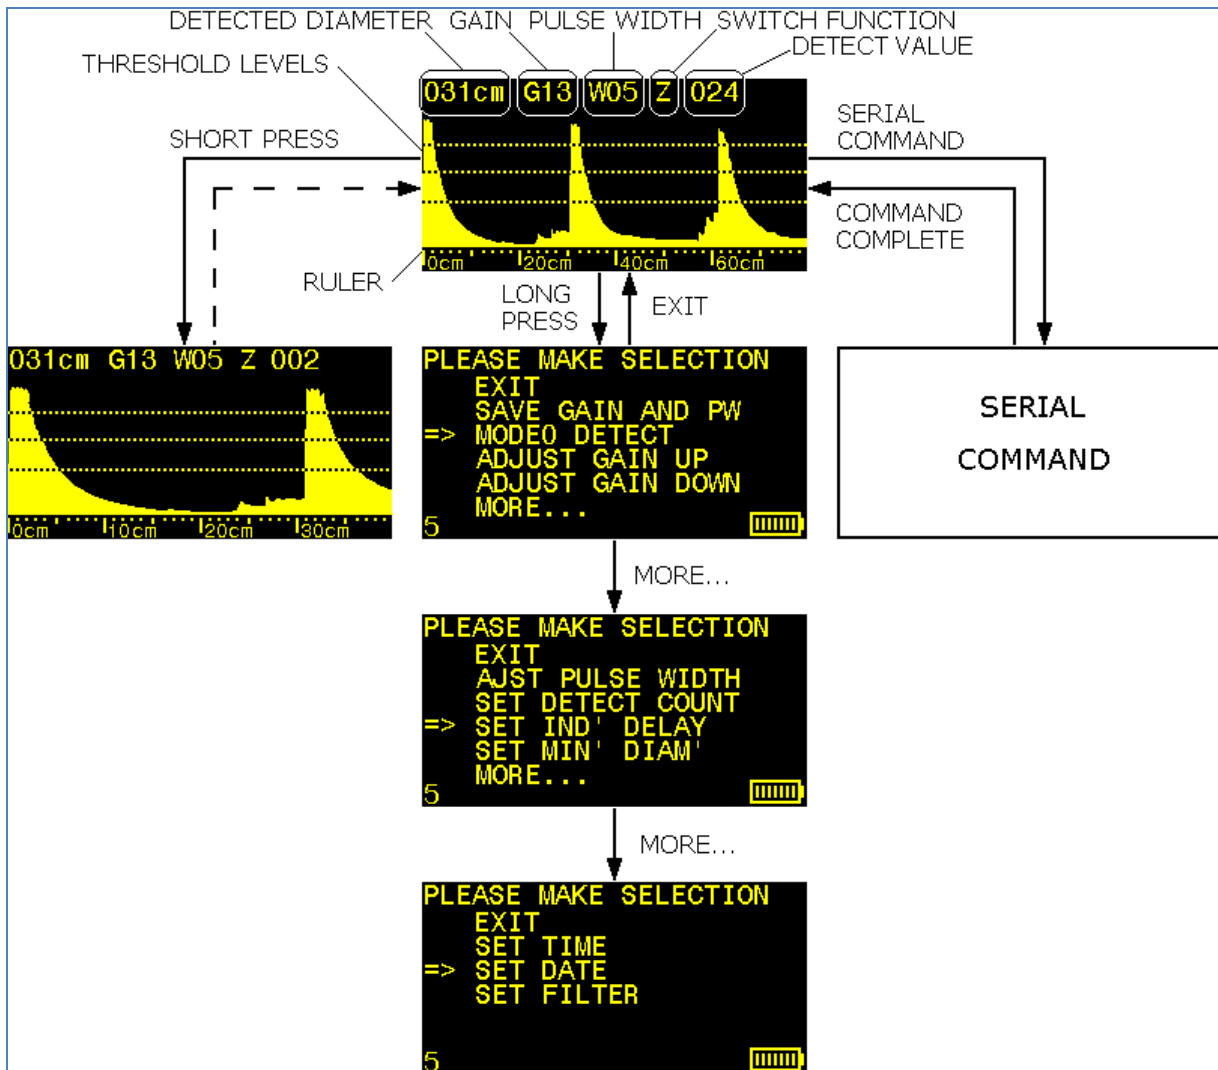 DETECTED DIAMETER GAIN PULSE WIDTH SWITCH FUNCTION
DETECT VALUE
THRESHOLD LEVELS
031cm G13 W05 Z 024
SHORT PRESS
SERIAL
COMMAND
COMMAND
COMPLETE
0cm 20cm 40cm 60cm
RULER
LONG
PRESS
EXIT
031cm G13 W05 Z 002
0cm 10cm 20cm 30cm
PLEASE MAKE SELECTION
EXIT
SAVE GAIN AND PW
=> MODE0 DETECT
ADJUST GAIN UP
ADJUST GAIN DOWN
MORE...
5
SERIAL
COMMAND
MORE...
PLEASE MAKE SELECTION
EXIT
AJST PULSE WIDTH
SET DETECT COUNT
=> SET IND' DELAY
SET MIN' DIAM'
MORE...
5
MORE...
PLEASE MAKE SELECTION
EXIT
SET TIME
=> SET DATE
SET FILTER
5